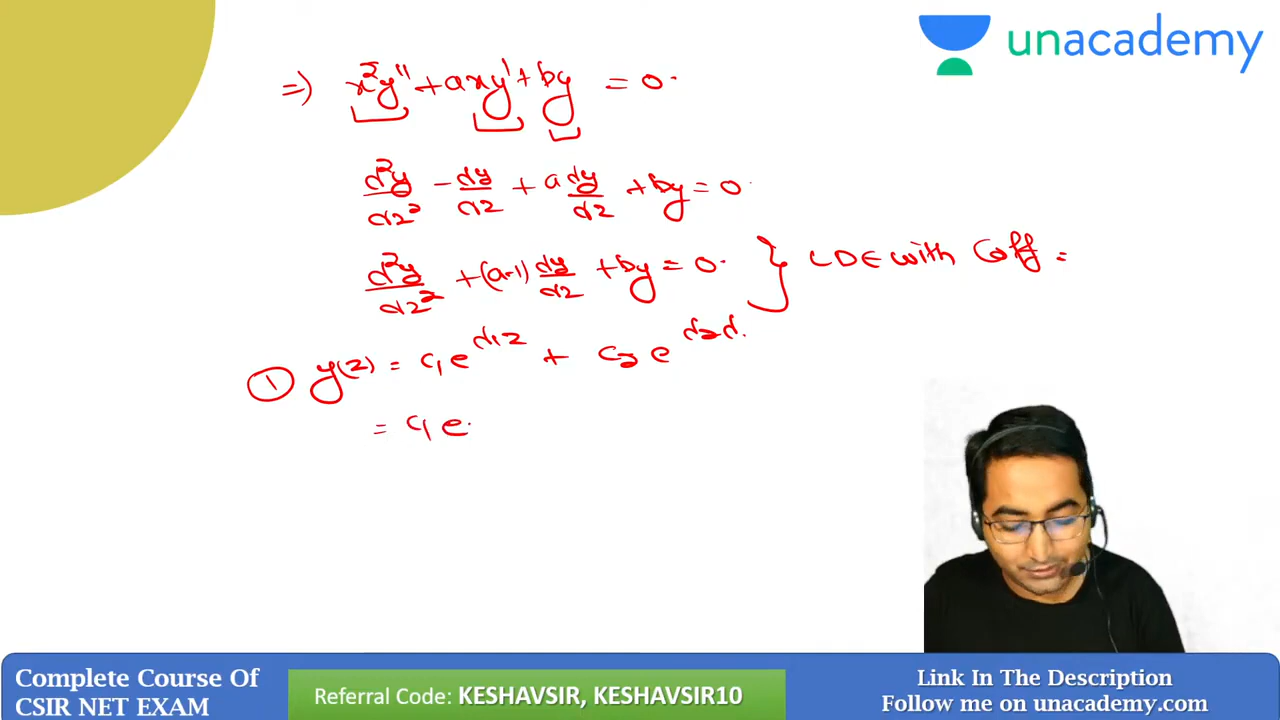 unacademy
=) x²y'' + axy' + by = 0
d²y/dz² - dy/dz + a dy/dz + by = 0
d²y/dz² + (a-1) dy/dz + by = 0 } LDE with Coff =
① y(z) = c₁e^{d₁z} + c₂e^{d₂d}
= c₁e
Complete Course Of
CSIR NET EXAM
Referral Code: KESHAVSIR, KESHAVSIR10
Link In The Description
Follow me on unacademy.com